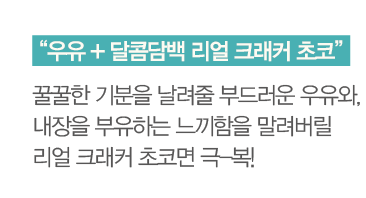 “우유 + 달콤담백 리얼 크래커 초코”
꿀꿀한 기분을 날려줄 부드러운 우유와,
내장을 부유하는 느끼함을 말려버릴
리얼 크래커 초코면 극-복!